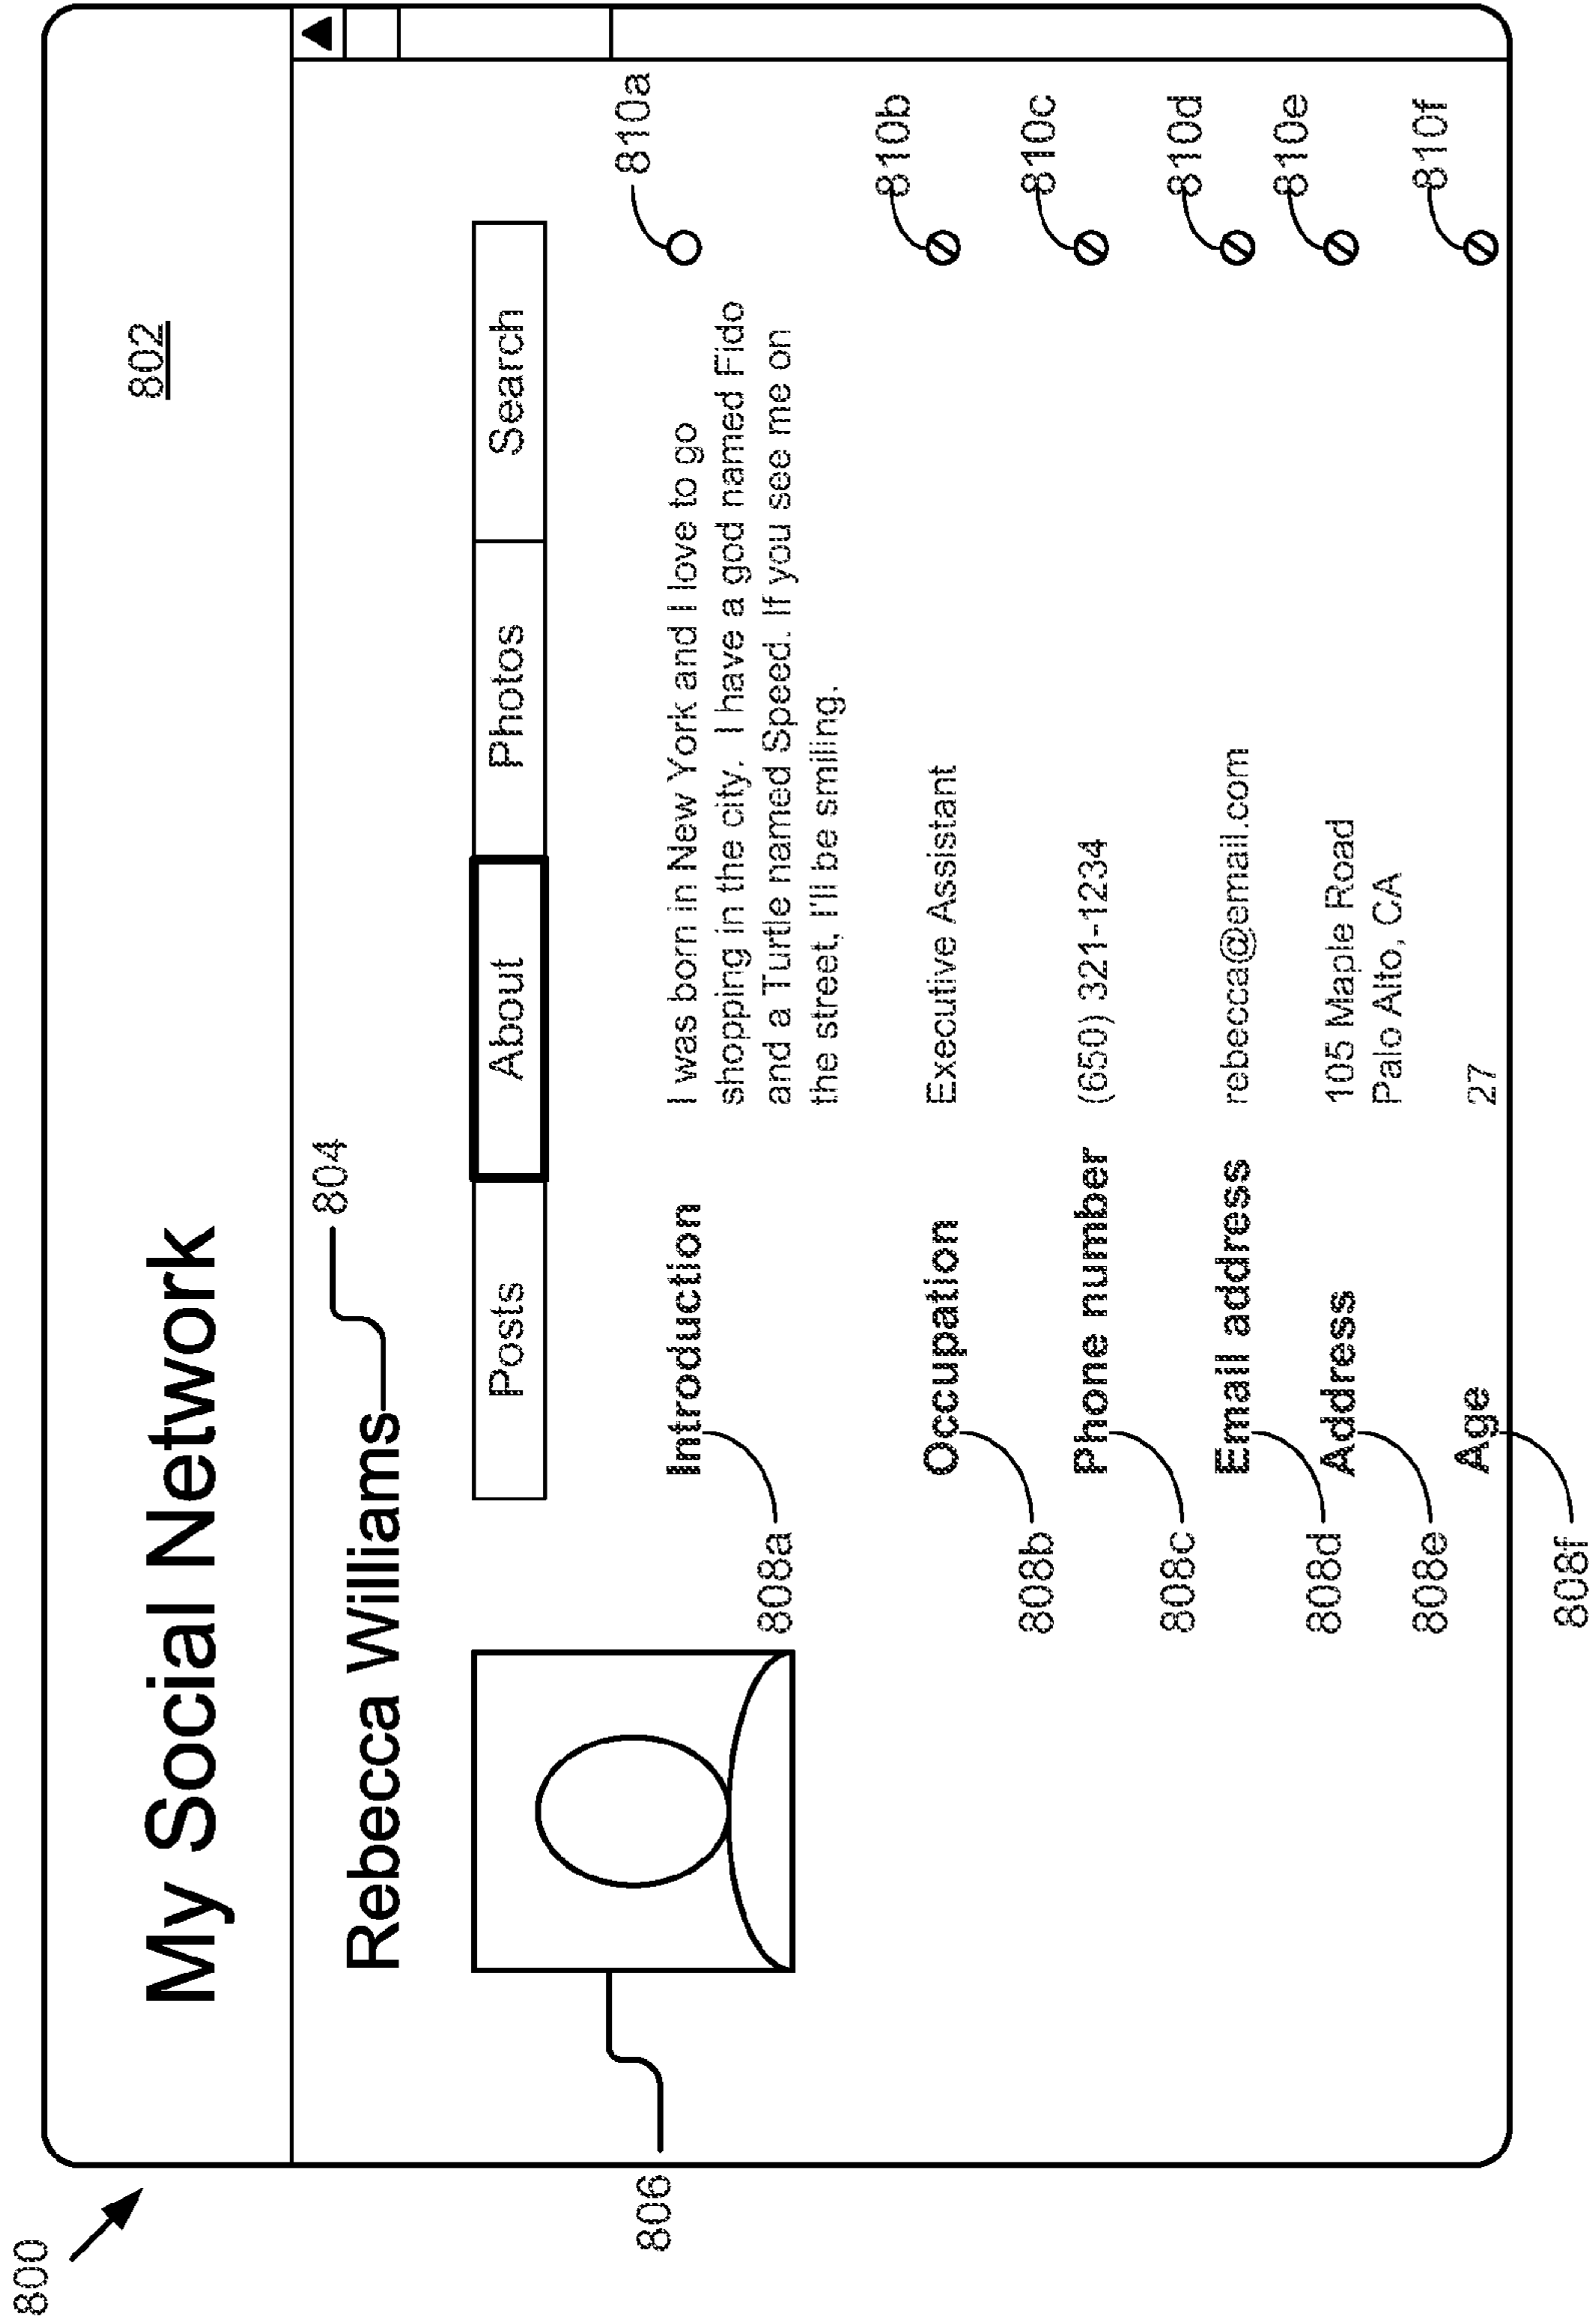 800
My Social Network
802
Rebecca Williams
804
806
Posts
About
Photos
Search
808a
Introduction
I was born in New York and I love to go
shopping in the city. I have a god named Fido
and a Turtle named Speed. If you see me on
the street, I'll be smiling.
810a
808b
Occupation
Executive Assistant
810b
808c
Phone number
(650) 321-1234
810c
808d
Email address
rebecca@email.com
810d
808e
Address
105 Maple Road
Palo Alto, CA
810e
808f
Age
27
810f